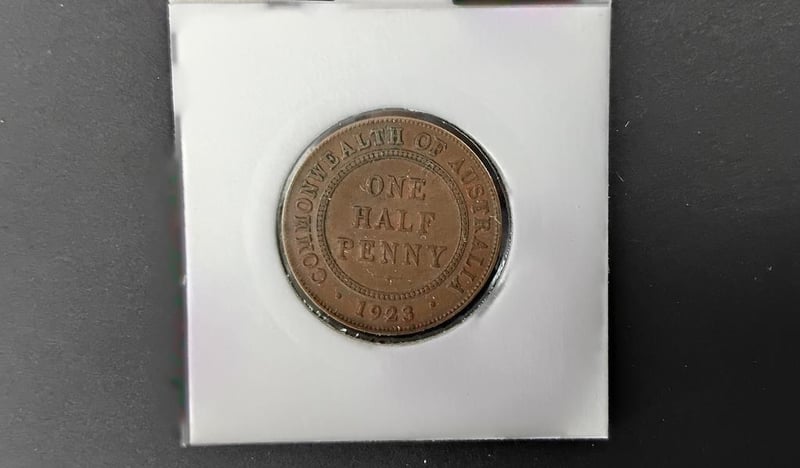 COMMONWEALTH OF AUSTRALIA
ONE
HALF
PENNY
1923